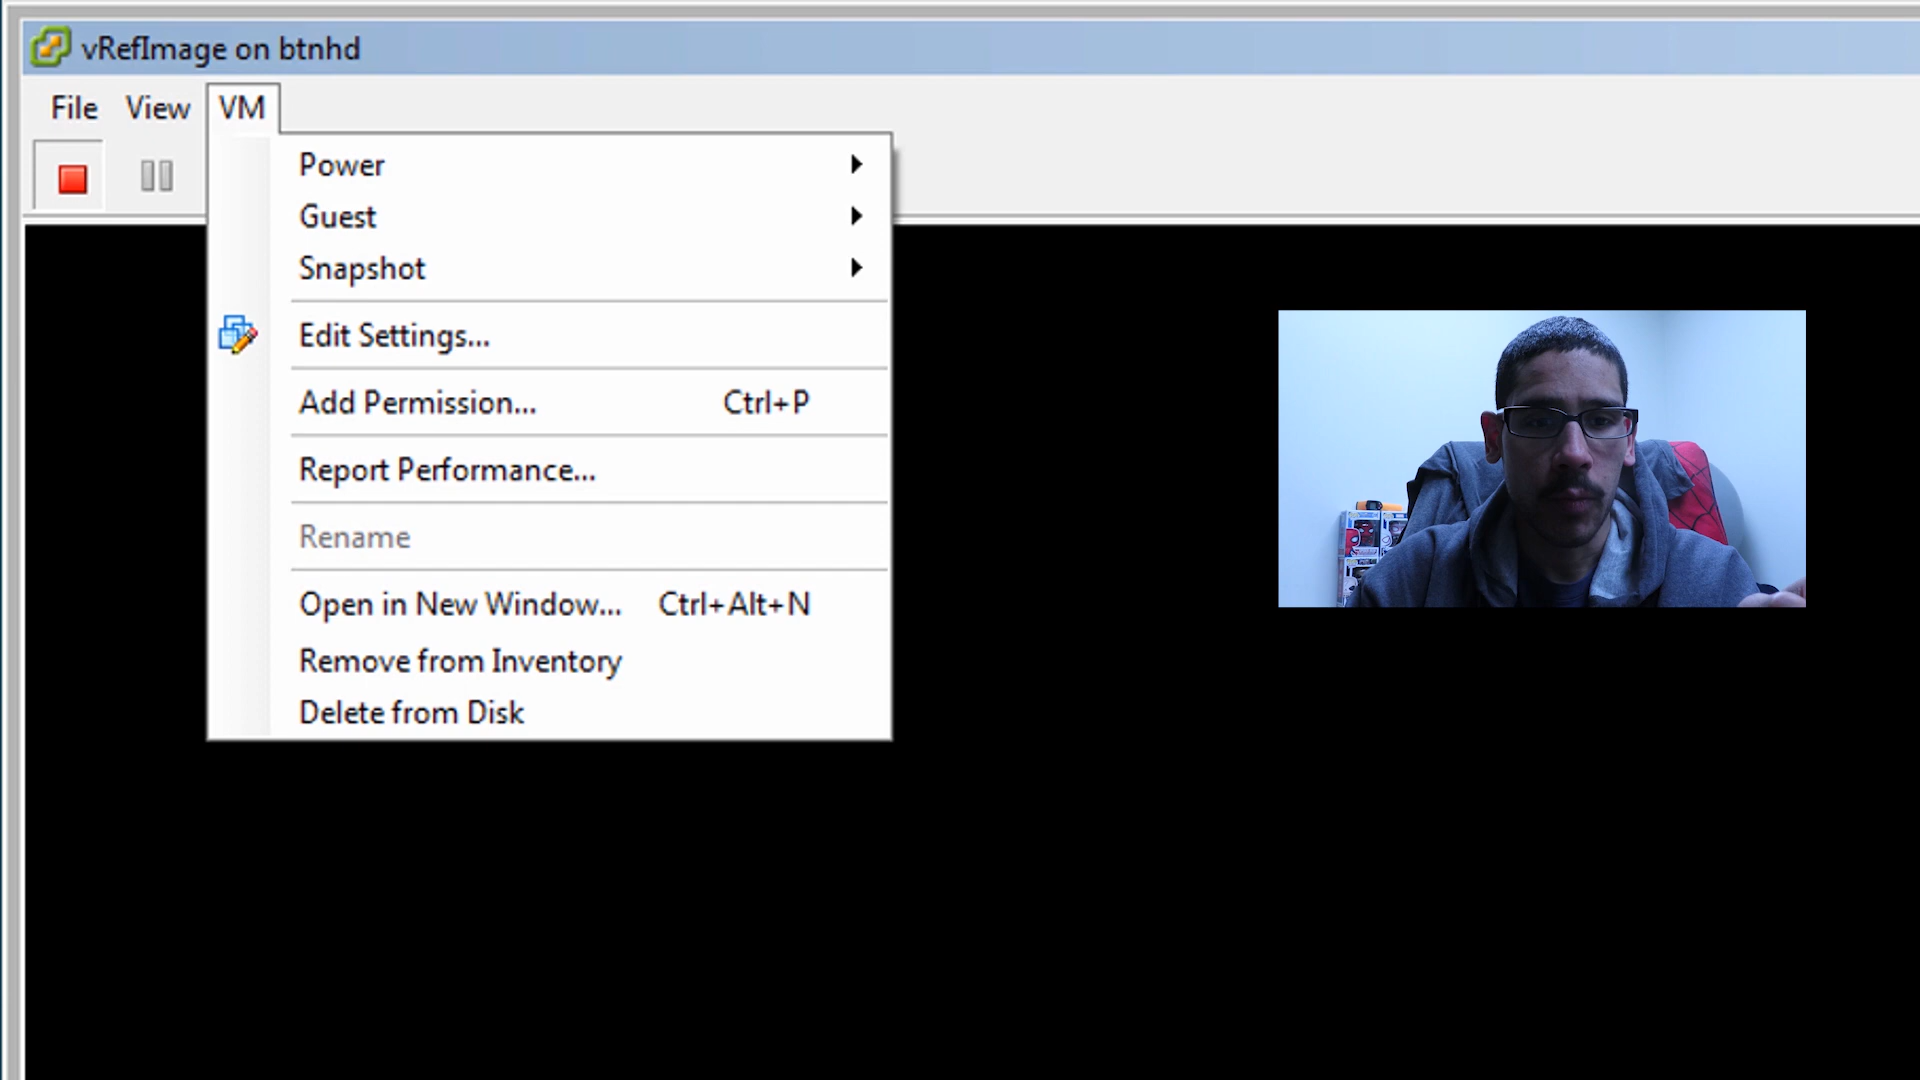 vRefImage on btnhd
File View VM
Power
Guest
Snapshot
Edit Settings...
Add Permission... Ctrl+P
Report Performance...
Rename
Open in New Window... Ctrl+Alt+N
Remove from Inventory
Delete from Disk